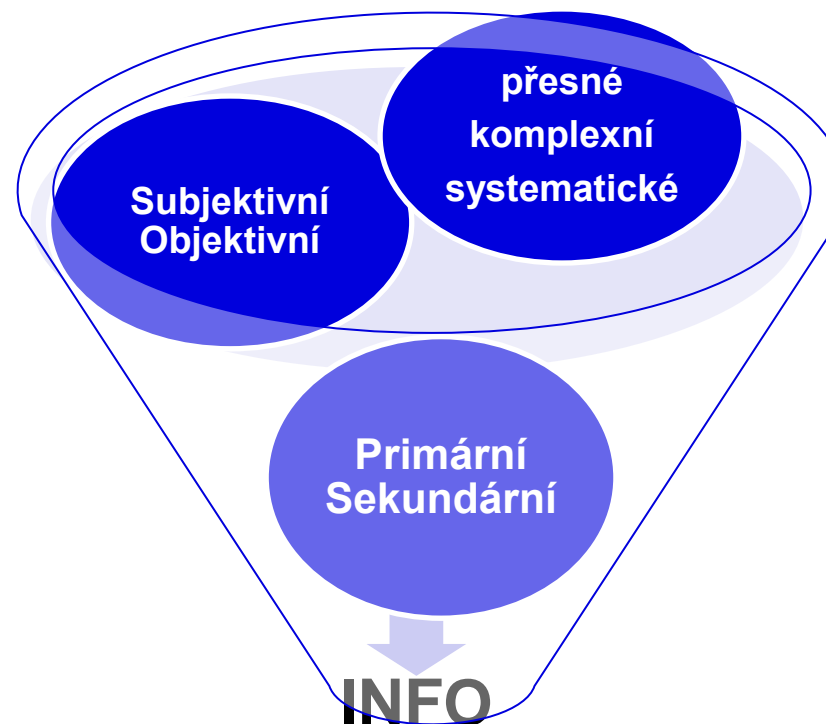 přesné
komplexní
systematické
Subjektivní
Objektivní
Primární
Sekundární
INFO